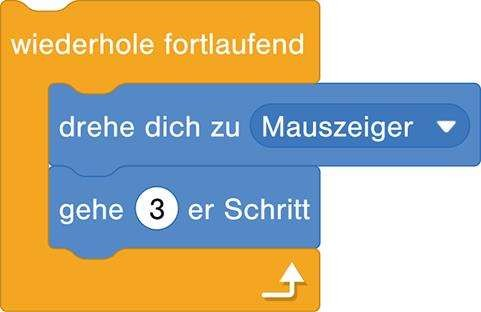 wiederhole fortlaufend
drehe dich zu Mauszeiger
gehe 3 er Schritt